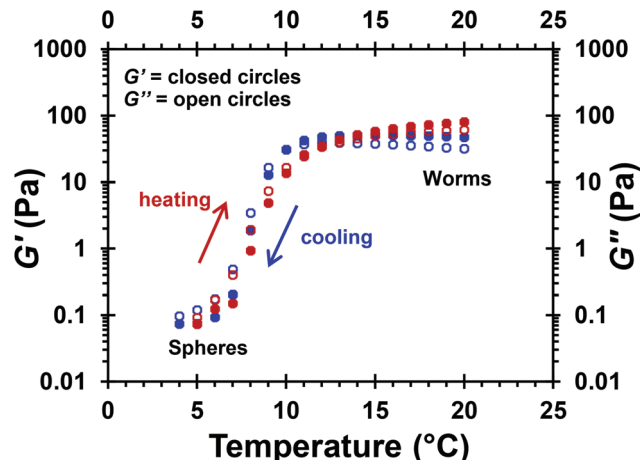 0 5 10 15 20 25
1000 1000
G' = closed circles
G'' = open circles
100 100
10 10
Worms
heating
cooling
G' (Pa)
G'' (Pa)
1 1
0.1 0.1
Spheres
0.01 0.01
0 5 10 15 20 25
Temperature (°C)